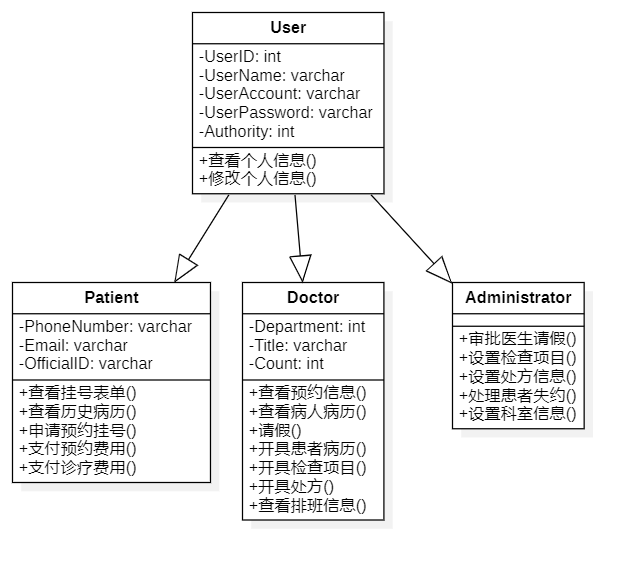 User
-UserID: int
-UserName: varchar
-UserAccount: varchar
-UserPassword: varchar
-Authority: int
+查看个人信息()
+修改个人信息()
Patient
-PhoneNumber: varchar
-Email: varchar
-OfficialID: varchar
+查看挂号表单()
+查看历史病历()
+申请预约挂号()
+支付预约费用()
+支付诊疗费用()
Doctor
-Department: int
-Title: varchar
-Count: int
+查看预约信息()
+查看病人病历()
+请假()
+开具患者病历()
+开具检查项目()
+开具处方()
+查看排班信息()
Administrator
+审批医生请假()
+设置检查项目()
+设置处方信息()
+处理患者失约()
+设置科室信息()